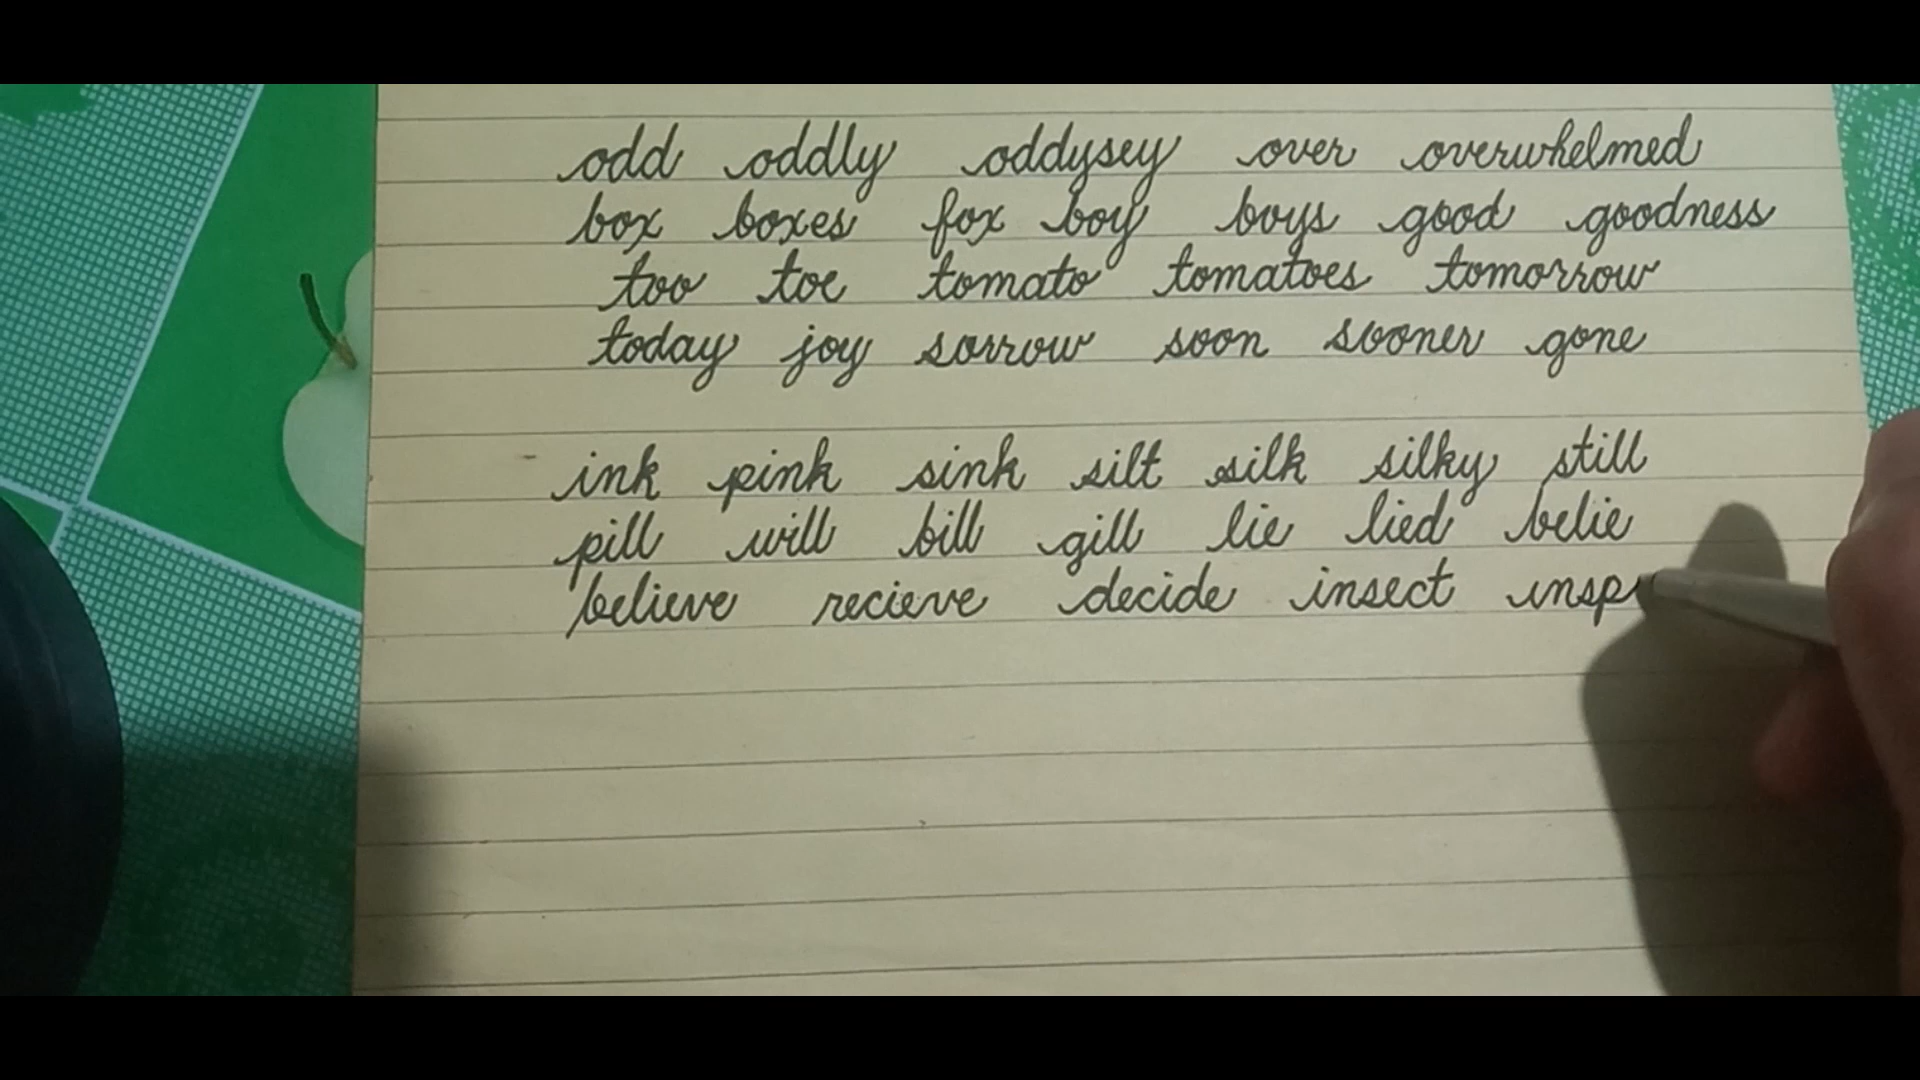 odd oddly oddysey over overwhelmed
box boxes fox boy boys good goodness
too toe tomato tomatoes tomorrow
today joy sorrow soon sooner gone
ink pink sink silt silk silky still
pill will bill gill lie lied belie
believe recieve decide insect insp